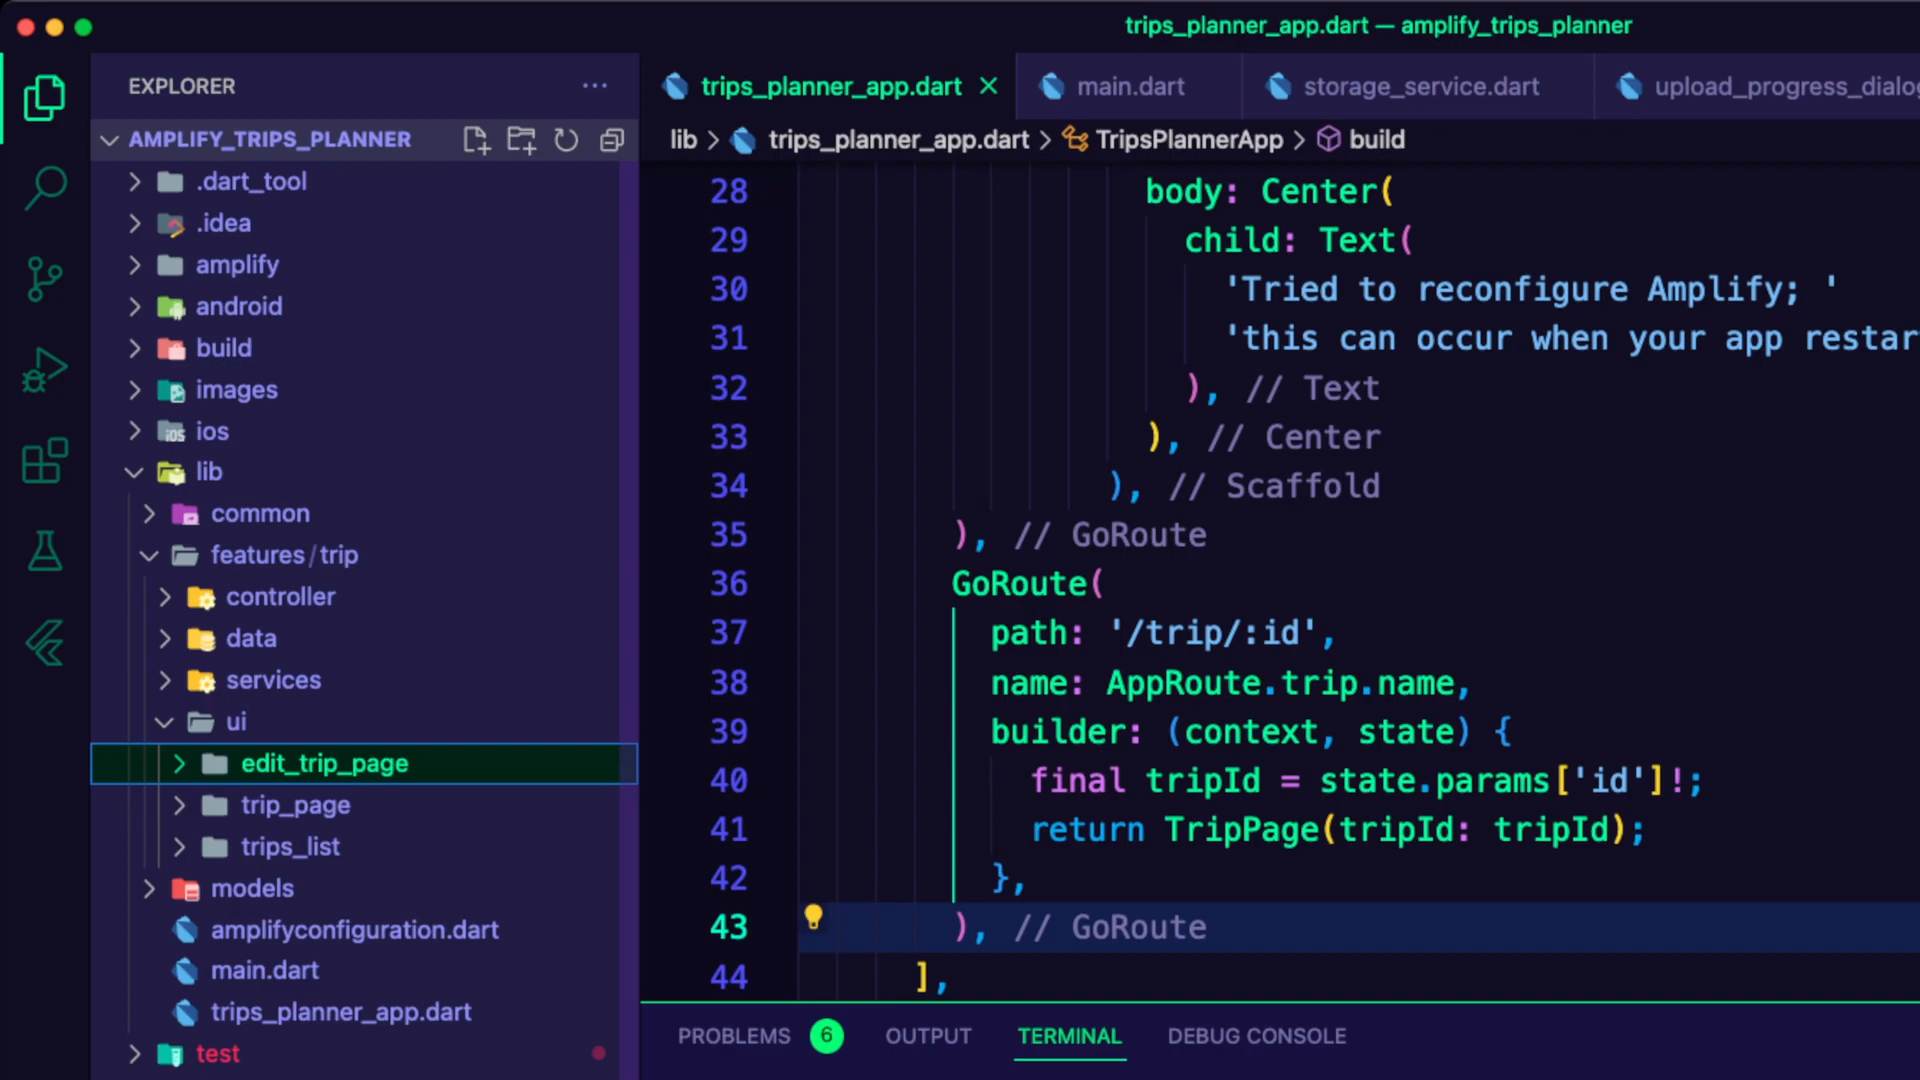 trips_planner_app.dart — amplify_trips_planner
EXPLORER
AMPLIFY_TRIPS_PLANNER
.dart_tool
.idea
amplify
android
build
images
ios
lib
common
features/trip
controller
data
services
ui
edit_trip_page
trip_page
trips_list
models
amplifyconfiguration.dart
main.dart
trips_planner_app.dart
test
trips_planner_app.dart
main.dart
storage_service.dart
upload_progress_dialog
lib > trips_planner_app.dart > TripsPlannerApp > build
28 body: Center(
29 child: Text(
30 'Tried to reconfigure Amplify; '
31 'this can occur when your app restar
32 ), // Text
33 ), // Center
34 ), // Scaffold
35 ), // GoRoute
36 GoRoute(
37 path: '/trip/:id',
38 name: AppRoute.trip.name,
39 builder: (context, state) {
40 final tripId = state.params['id']!;
41 return TripPage(tripId: tripId);
42 },
43 ), // GoRoute
44 ],
PROBLEMS 6 OUTPUT TERMINAL DEBUG CONSOLE